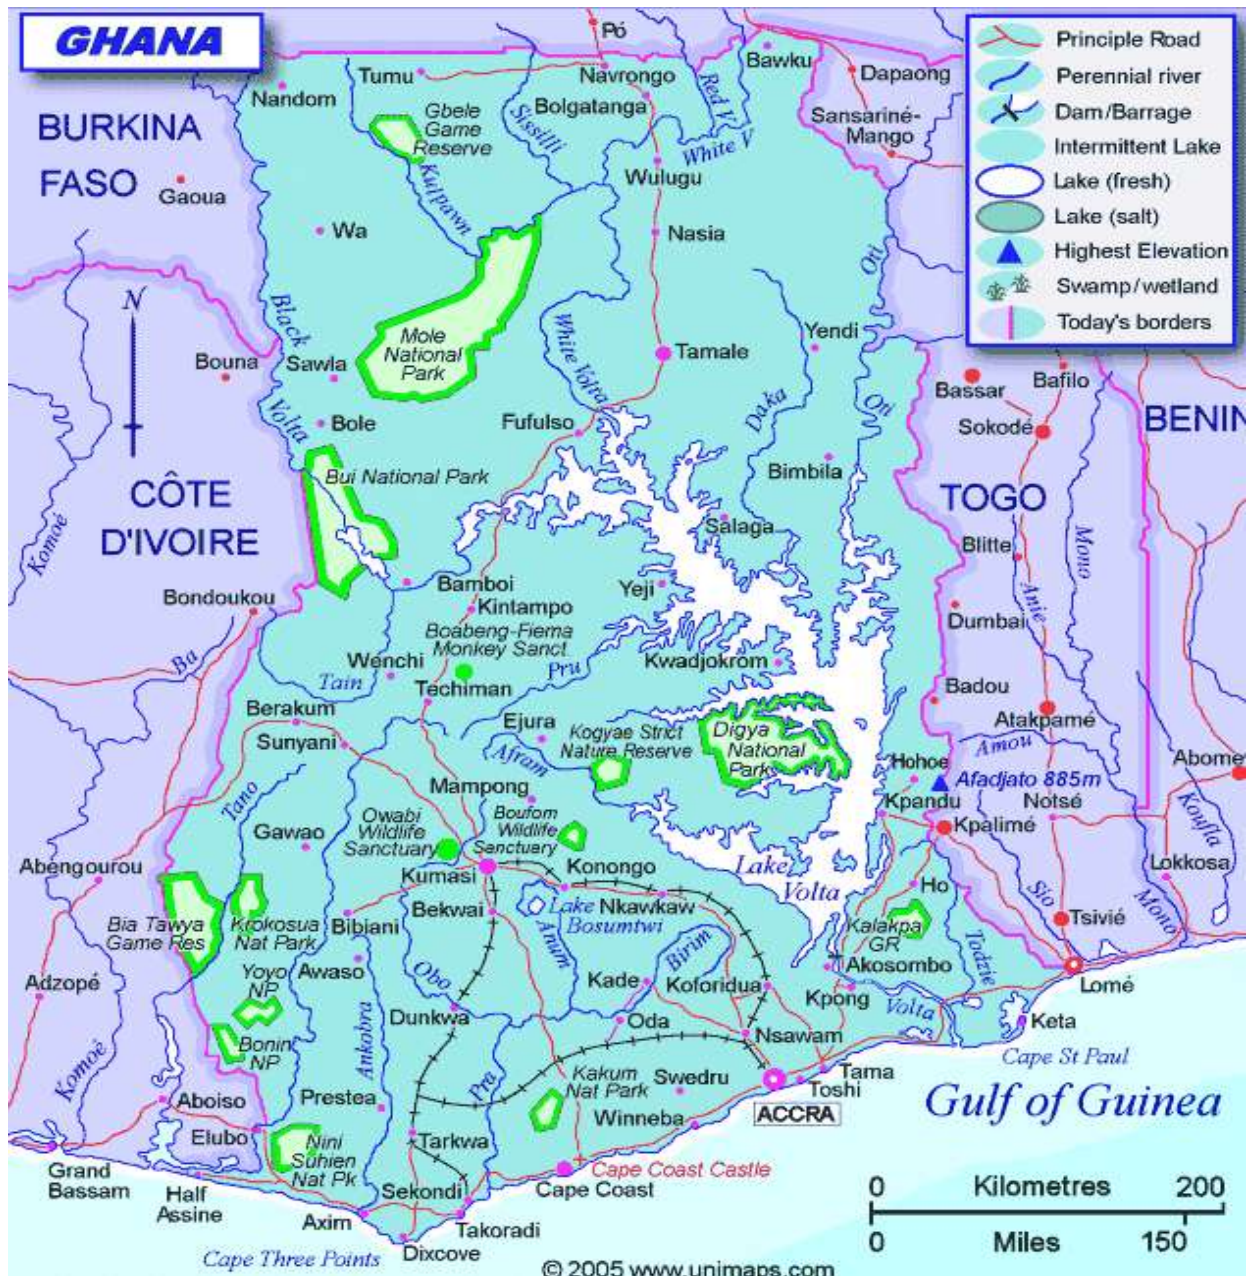 GHANA
Principle Road
Perennial river
Dam/Barrage
Intermittent Lake
Lake (fresh)
Lake (salt)
Highest Elevation
Swamp/wetland
Today's borders
Pó
Tumu
Navrongo
Bawku
Dapaong
Nandom
Bolgatanga
Red V
Sansariné-
Mango
BURKINA
FASO
Gbele
Game
Reserve
Sissilli
White V
Kulpawn
Wulugu
Gaoua
Wa
Nasia
Oti
N
Black
Volta
Mole
National
Park
White Volta
Tamale
Yendi
Bouna
Sawla
Bassar
Bafilo
Bole
Fufulso
Daka
Oti
Sokodé
BENIN
Bui National Park
Bimbila
CÔTE
D'IVOIRE
TOGO
Komoé
Salaga
Blitte
Mono
Bamboi
Yeji
Anie
Bondoukou
Kintampo
Dumbai
Boabeng-Fiema
Monkey Sanct
Ba
Wenchi
Pru
Kwadjokrom
Tain
Techiman
Badou
Berekum
Ejura
Kogyae Strict
Nature Reserve
Digya
National
Park
Atakpamé
Sunyani
Amou
Afram
Hohoe
Afadjato 885m
Abome
Tano
Mampong
Kpandu
Notsé
Kouffa
Gawao
Owabi
Wildlife
Sanctuary
Boufom
Wildlife
Sanctuary
Kpalimé
Abengourou
Konongo
Lake
Volta
Lokkosa
Kumasi
Ho
Bekwai
Lake
Bosumtwi
Nkawkaw
Sio
Bia Tawya
Game Res
Krokosua
Nat Park
Bibiani
Kalakpa
GR
Tsivié
Mono
Anum
Birim
Todzie
Yoyo
NP
Awaso
Obo
Akosombo
Adzopé
Kade
Koforidua
Kpong
Lomé
Dunkwa
Volta
Oda
Nsawam
Keta
Bonin
NP
Ankobra
Cape St Paul
Komoé
Pra
Kakum
Nat Park
Swedru
Tama
Toshi
Aboiso
Prestea
Winneba
ACCRA
Gulf of Guinea
Elubo
Tarkwa
Nini
Suhien
Nat Pk
Cape Coast Castle
Grand
Bassam
Half
Assine
Sekondi
Cape Coast
0 Kilometres 200
Axim
Takoradi
0 Miles 150
Cape Three Points
Dixcove
© 2005 www.unimaps.com